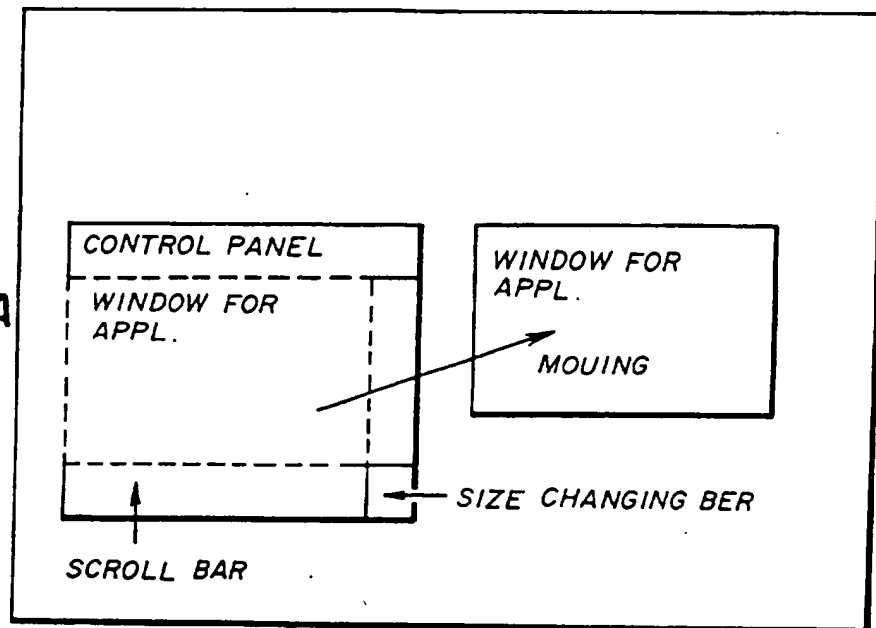 CONTROL PANEL
WINDOW FOR
APPL.
WINDOW FOR
APPL.
MOUING
SIZE CHANGING BER
SCROLL BAR